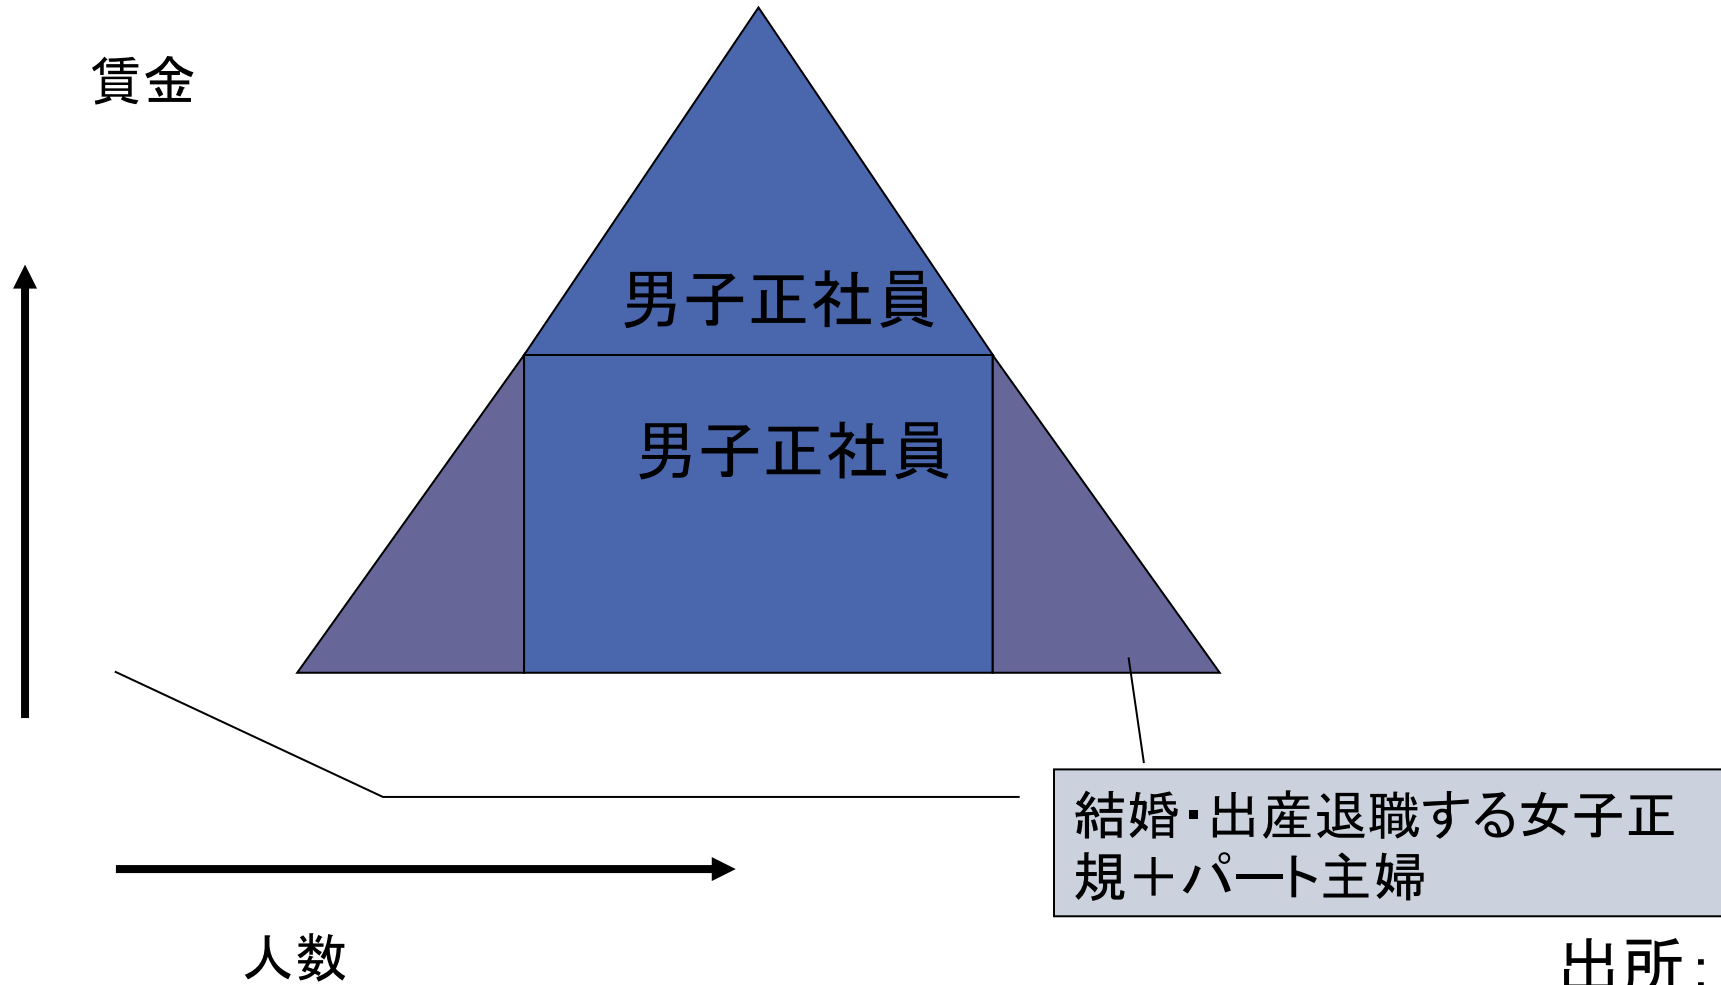 賃金
男子正社員
男子正社員
結婚・出産退職する女子正
規＋パート主婦
人数
出所：